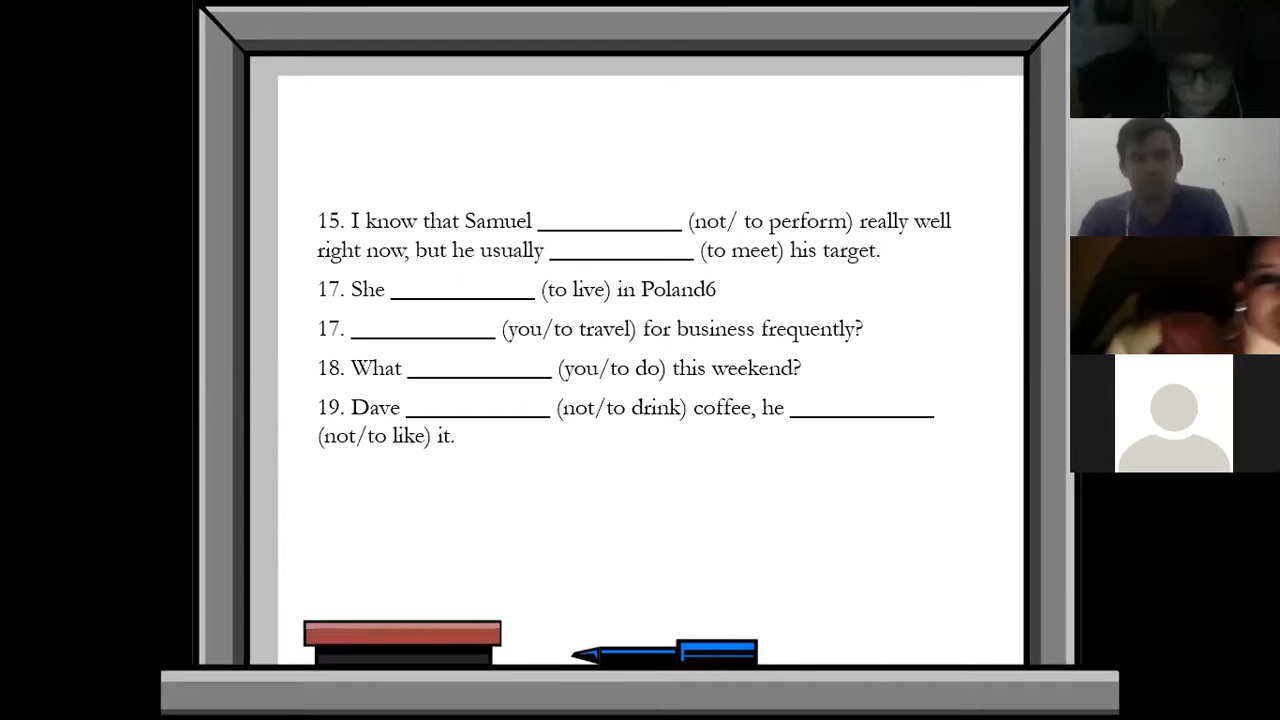 15. I know that Samuel _____________ (not/ to perform) really well
right now, but he usually _____________ (to meet) his target.
17. She _____________ (to live) in Poland6
17. _____________ (you/to travel) for business frequently?
18. What _____________ (you/to do) this weekend?
19. Dave _____________ (not/to drink) coffee, he _____________
(not/to like) it.